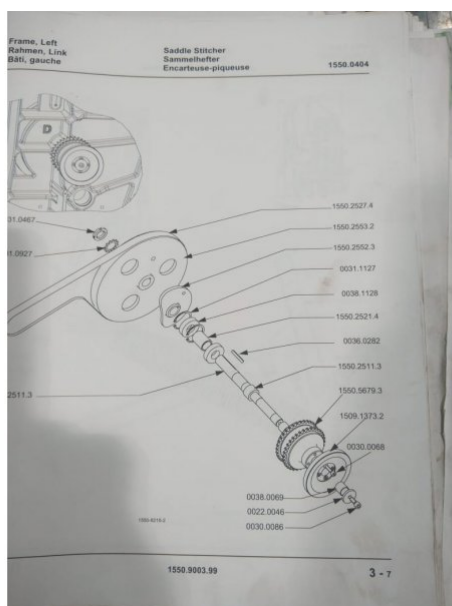 Frame, Left
Rahmen, Link
Bâti, gauche
Saddle Stitcher
Sammelhefter
Encarteuse-piqueuse
1550.0404
D
31.0467
1550.2527.4
1550.2553.2
31.0927
1550.2552.3
0031.1127
0038.1128
1550.2521.4
0036.0282
1550.2511.3
2511.3
1550.5679.3
1509.1373.2
0030.0068
0038.0069
0022.0046
0030.0086
1550.9003.99
3 - 7